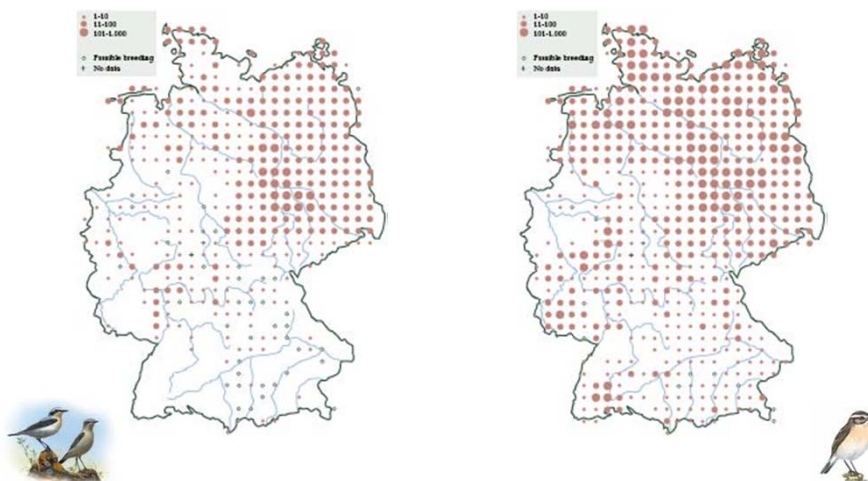 1-10
11-100
101-1.000
Possible breeding
No data
1-10
11-100
101-1.000
Possible breeding
No data